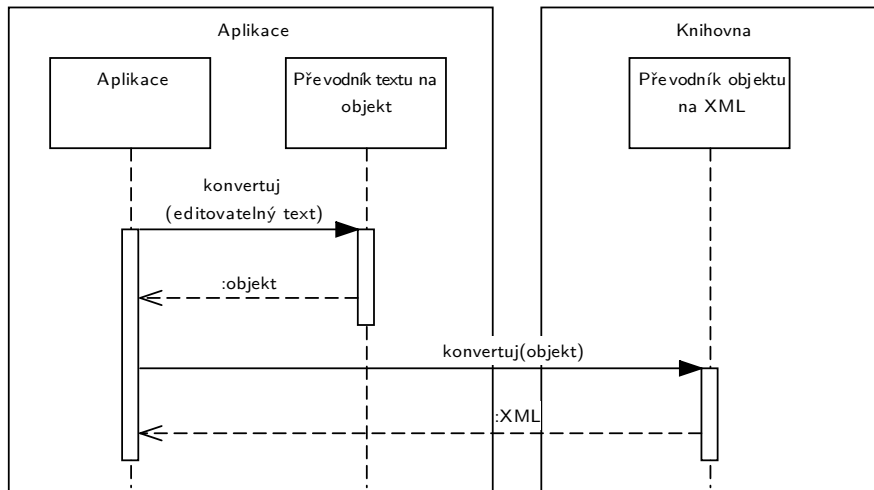 Aplikace
Knihovna
Aplikace
Převodník textu na
objekt
Převodník objektu
na XML
konvertuj
(editovatelný text)
:objekt
konvertuj(objekt)
:XML